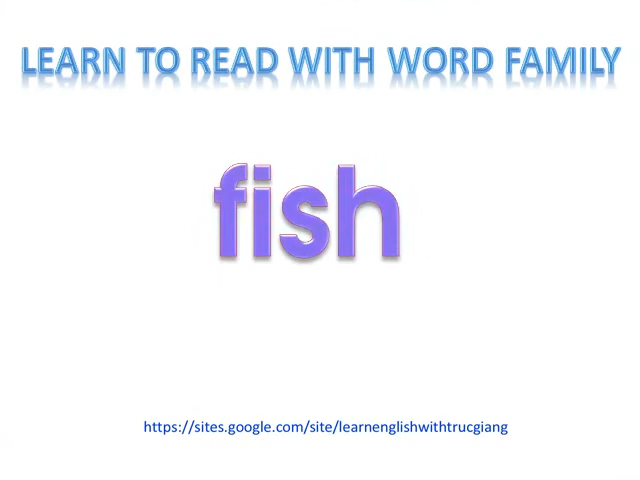 LEARN TO READ WITH WORD FAMILY
fish
https://sites.google.com/site/learnenglishwithtrucgiang